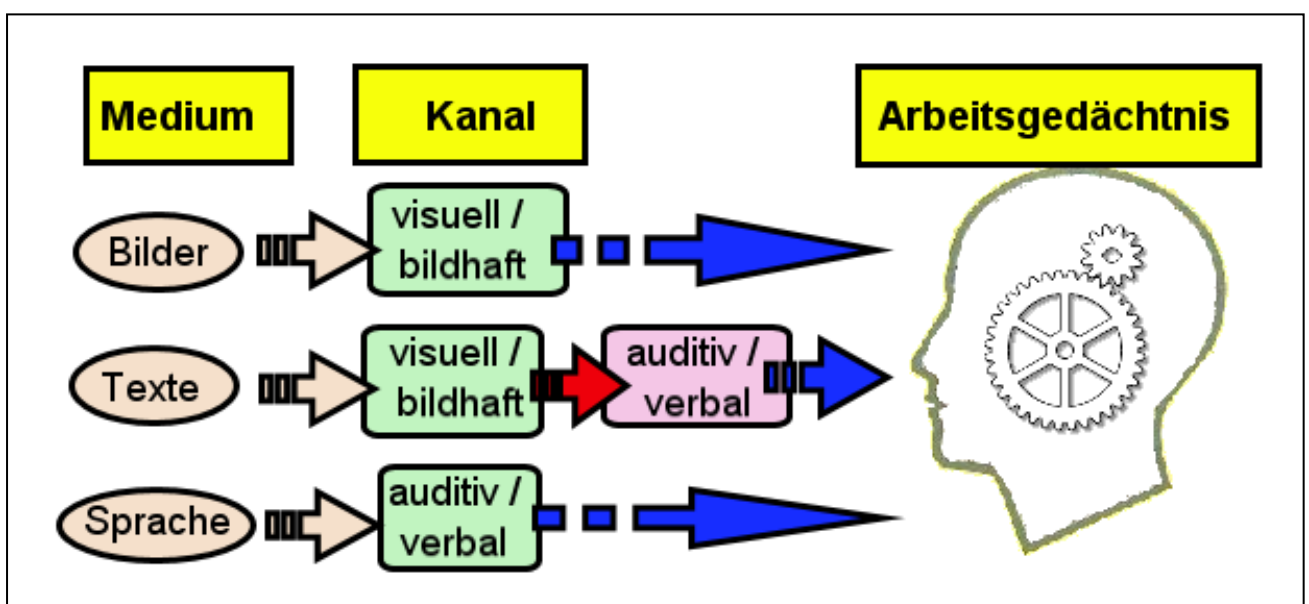 Medium
Kanal
Arbeitsgedächtnis
Bilder
visuell /
bildhaft
Texte
visuell /
bildhaft
auditiv /
verbal
Sprache
auditiv /
verbal